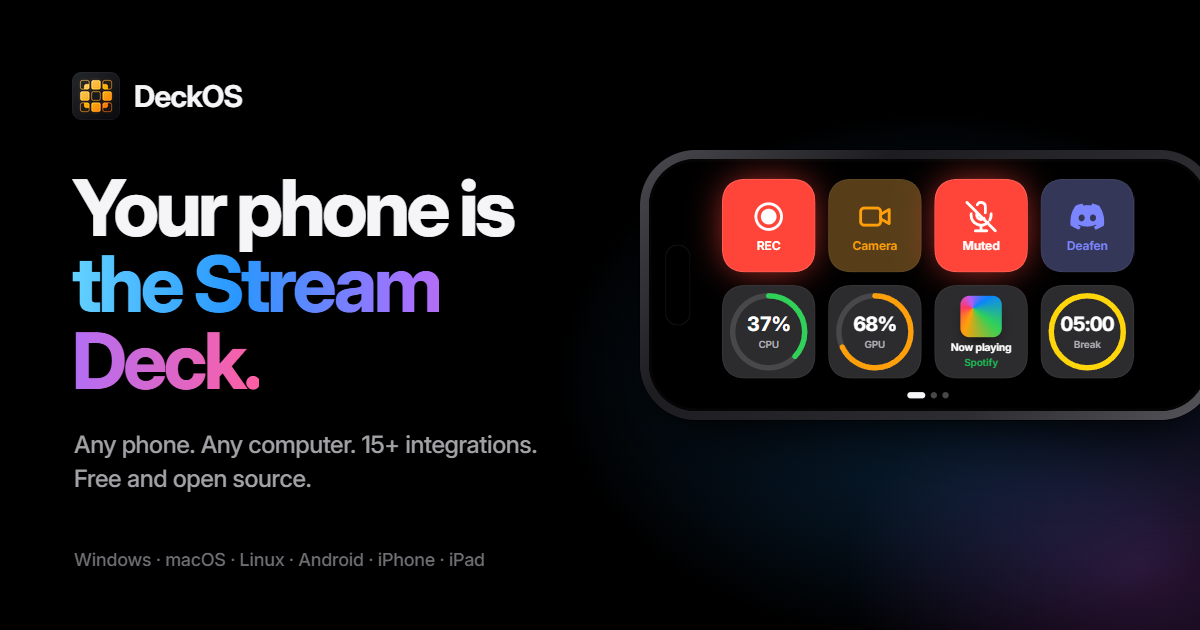 DeckOS
Your phone is
the Stream
Deck.
Any phone. Any computer. 15+ integrations.
Free and open source.
Windows · macOS · Linux · Android · iPhone · iPad
REC
Camera
Muted
Deafen
37%
CPU
68%
GPU
Now playing
Spotify
05:00
Break